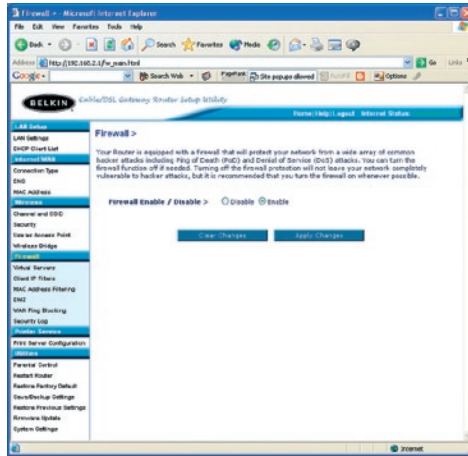 Firewall > - Microsoft Internet Explorer
File Edit View Favorites Tools Help
Back Search Favorites Media
Address http://192.168.2.1/fw_main.html Go Links
Google Search Web PageRank Site popups allowed AutoFill Options
BELKIN Cable/DSL Gateway Router Setup Utility
Home|Help|Logout Internet Status:
LAN Setup
LAN Settings
DHCP Client List
Internet WAN
Connection Type
DNS
MAC Address
Wireless
Channel and SSID
Security
Use as Access Point
Wireless Bridge
Firewall
Virtual Servers
Client IP Filters
MAC Address Filtering
DMZ
WAN Ping Blocking
Security Log
Printer Service
Print Server Configuration
Utilities
Parental Control
Restart Router
Restore Factory Default
Save/Backup Settings
Restore Previous Settings
Firmware Update
System Settings
Firewall >
Your Router is equipped with a firewall that will protect your network from a wide array of common
hacker attacks including Ping of Death (PoD) and Denial of Service (DoS) attacks. You can turn the
firewall function off if needed. Turning off the firewall protection will not leave your network completely
vulnerable to hacker attacks, but it is recommended that you turn the firewall on whenever possible.
Firewall Enable / Disable > Disable Enable
Clear Changes Apply Changes
Internet